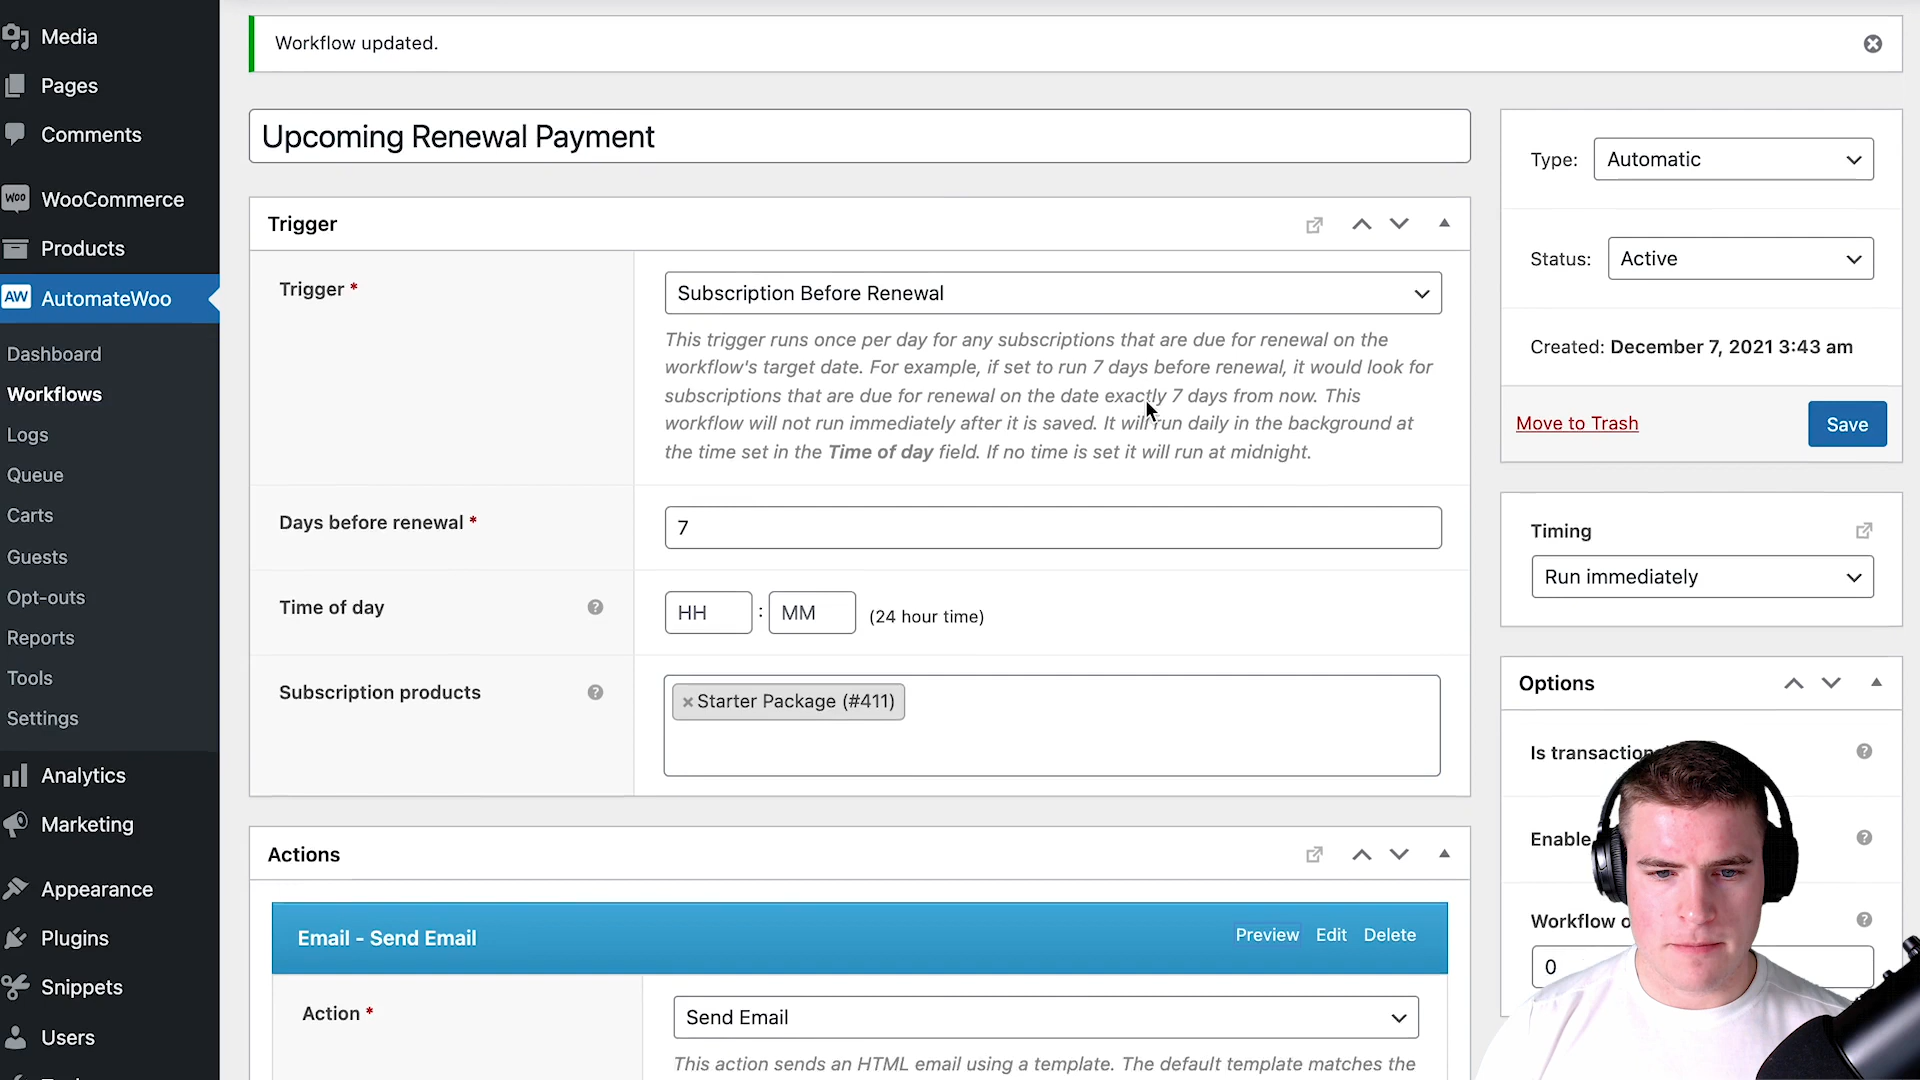 Media
Pages
Comments
WOO WooCommerce
Products
AW AutomateWoo
Dashboard
Workflows
Logs
Queue
Carts
Guests
Opt-outs
Reports
Tools
Settings
Analytics
Marketing
Appearance
Plugins
Snippets
Users
Workflow updated.
Upcoming Renewal Payment
Trigger
Trigger *
Subscription Before Renewal
This trigger runs once per day for any subscriptions that are due for renewal on the
workflow's target date. For example, if set to run 7 days before renewal, it would look for
subscriptions that are due for renewal on the date exactly 7 days from now. This
workflow will not run immediately after it is saved. It will run daily in the background at
the time set in the Time of day field. If no time is set it will run at midnight.
Days before renewal *
7
Time of day ?
HH : MM (24 hour time)
Subscription products ?
× Starter Package (#411)
Actions
Email - Send Email
Preview Edit Delete
Action *
Send Email
This action sends an HTML email using a template. The default template matches the
Type: Automatic
Status: Active
Created: December 7, 2021 3:43 am
Move to Trash
Save
Timing
Run immediately
Options
Is transaction ?
Enable ?
Workflow o ?
0